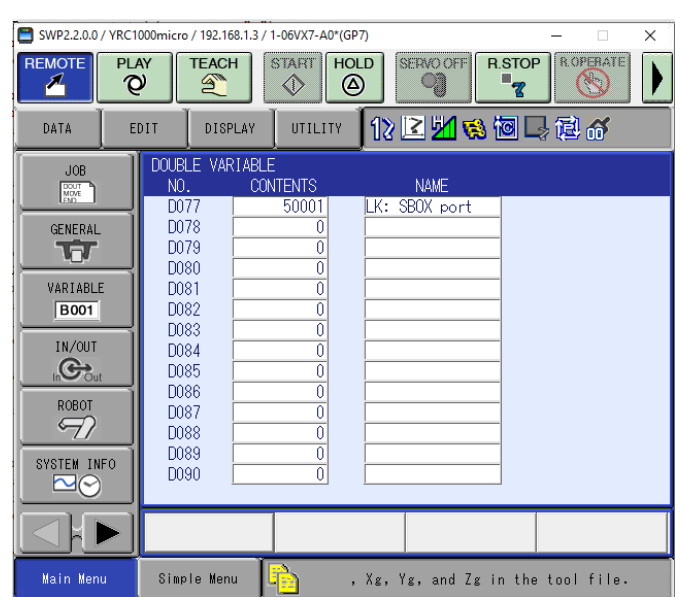 SWP2.2.0.0 / YRC1000micro / 192.168.1.3 / 1-06VX7-A0*(GP7)
REMOTE PLAY TEACH START HOLD SERVO OFF R.STOP R.OPERATE
DATA EDIT DISPLAY UTILITY
JOB
DOUT
MOVE
END
GENERAL
VARIABLE
B001
IN/OUT
In Out
ROBOT
SYSTEM INFO
DOUBLE VARIABLE
NO. CONTENTS NAME
D077 50001 LK: SBOX port
D078 0
D079 0
D080 0
D081 0
D082 0
D083 0
D084 0
D085 0
D086 0
D087 0
D088 0
D089 0
D090 0
Main Menu Simple Menu , Xg, Yg, and Zg in the tool file.